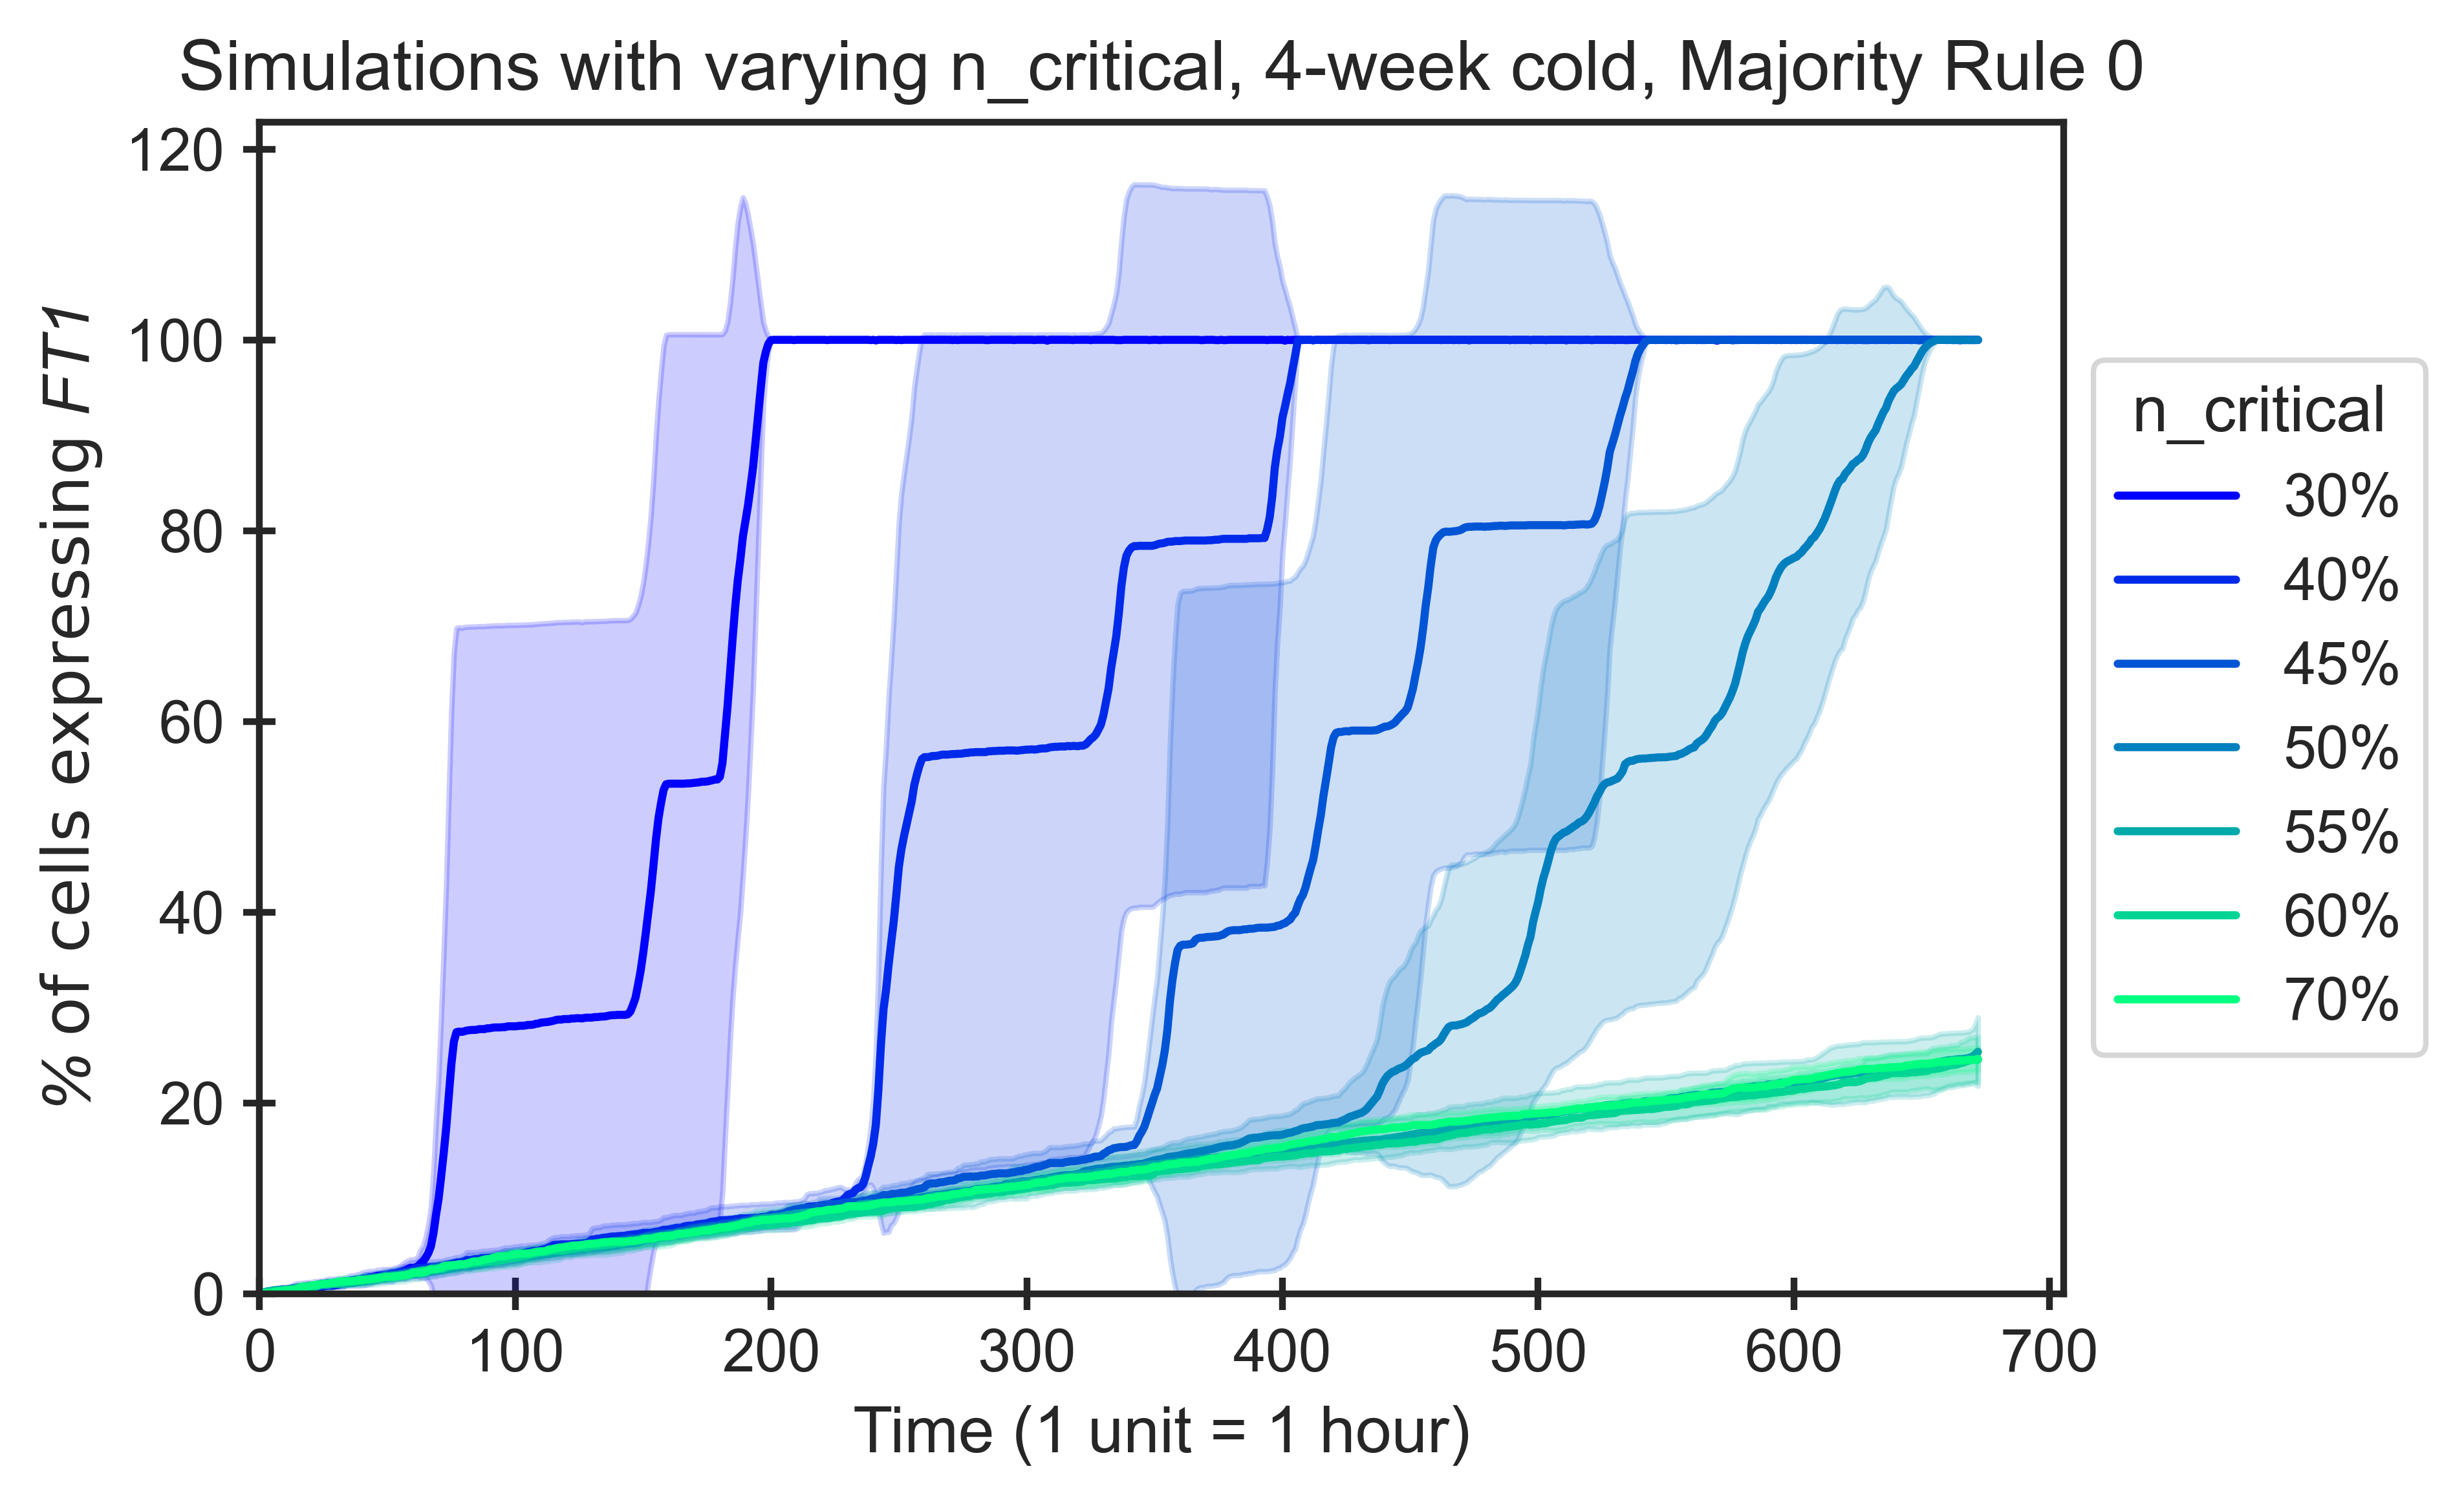 Simulations with varying n_critical, 4-week cold, Majority Rule 0
% of cells expressing FT1
120
100
80
60
40
20
0
0 100 200 300 400 500 600 700
Time (1 unit = 1 hour)
n_critical
30%
40%
45%
50%
55%
60%
70%